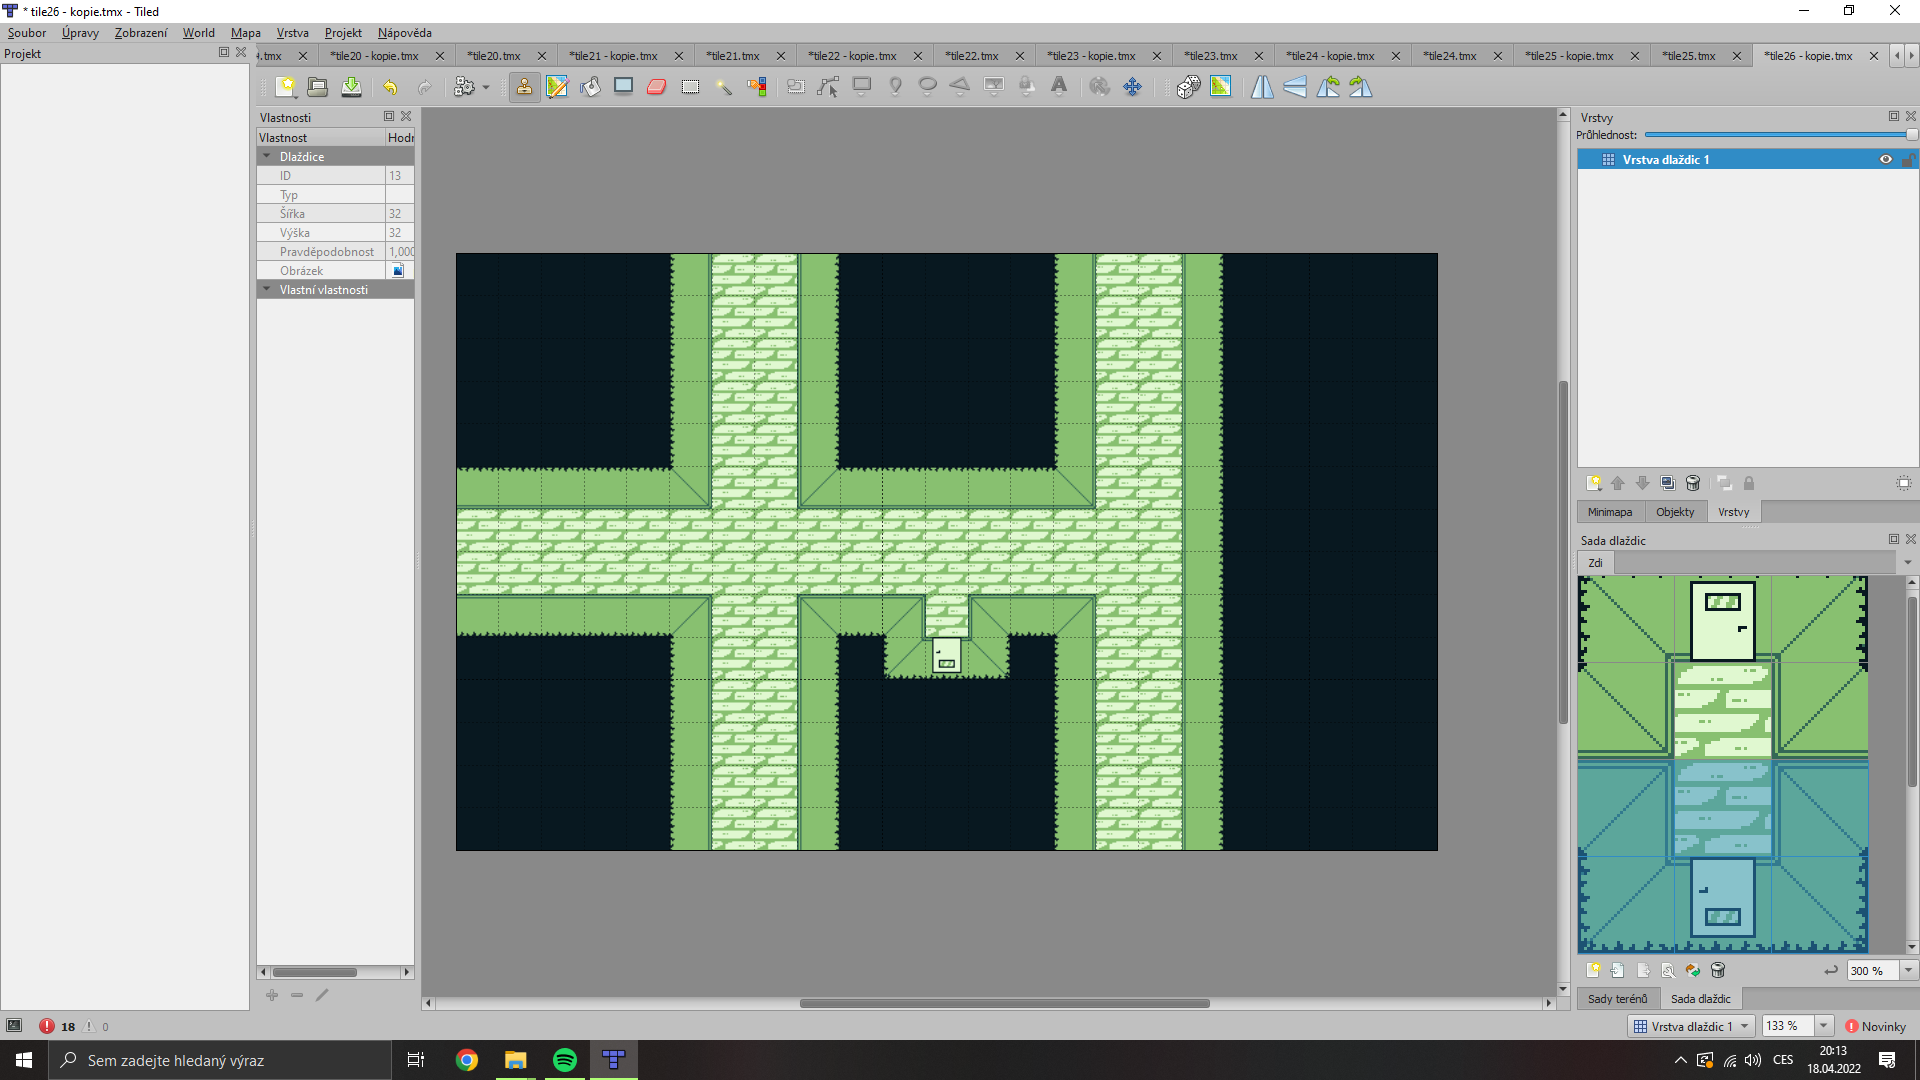 * tile26 - kopie.tmx - Tiled
Soubor Úpravy Zobrazení World Mapa Vrstva Projekt Nápověda
Projekt
.tmx *tile20 - kopie.tmx *tile20.tmx *tile21 - kopie.tmx *tile21.tmx *tile22 - kopie.tmx *tile22.tmx *tile23 - kopie.tmx *tile23.tmx *tile24 - kopie.tmx *tile24.tmx *tile25 - kopie.tmx *tile25.tmx *tile26 - kopie.tmx
Vlastnosti
Vlastnost Hodr
Dlaždice
ID 13
Typ
Šířka 32
Výška 32
Pravděpodobnost 1,000
Obrázek
Vlastní vlastnosti
Vrstvy
Průhlednost:
Vrstva dlaždic 1
Minimapa Objekty Vrstvy
Sada dlaždic
Zdi
300 %
Sady terénů Sada dlaždic
18 0
Vrstva dlaždic 1 133 % Novinky
Sem zadejte hledaný výraz
CES
20:13
18.04.2022